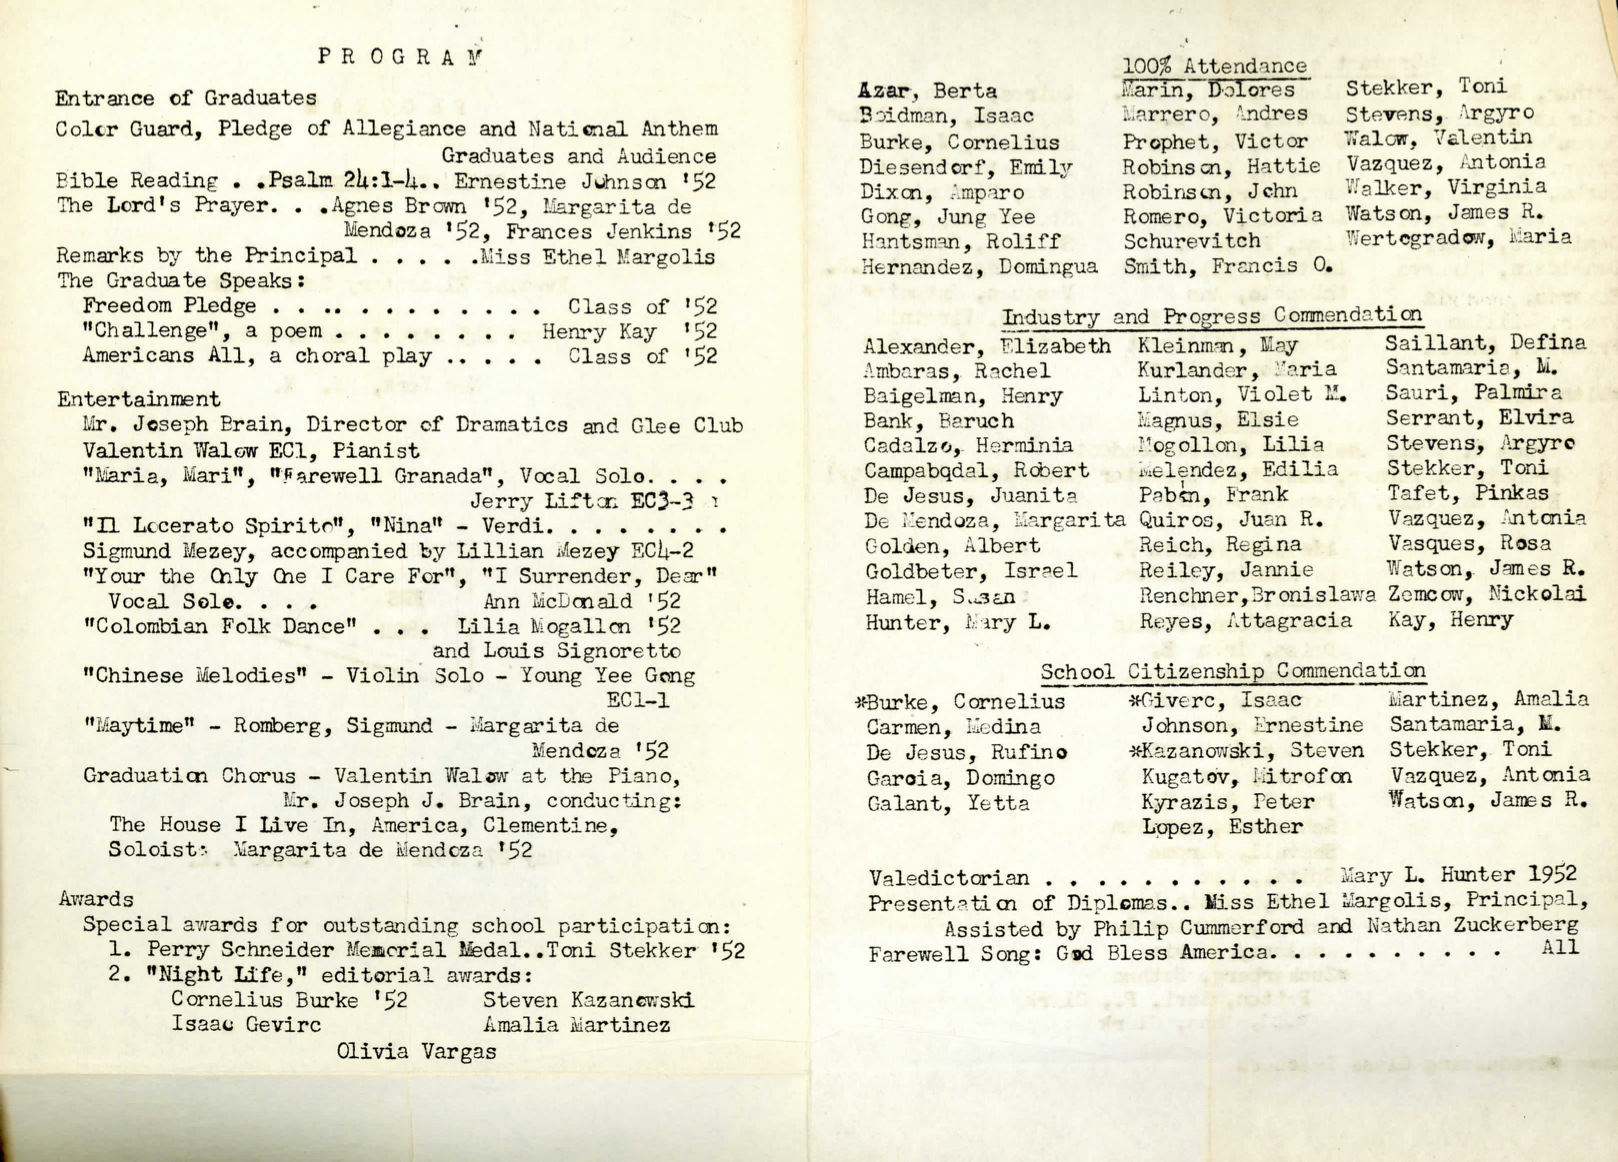 PROGRAM
Entrance of Graduates
Color Guard, Pledge of Allegiance and National Anthem
Graduates and Audience
Bible Reading . .Psalm 24:1-4.. Ernestine Johnson '52
The Lord's Prayer. . .Agnes Brown '52, Margarita de
Mendoza '52, Frances Jenkins '52
Remarks by the Principal . . . . .Miss Ethel Margolis
The Graduate Speaks:
Freedom Pledge . . .. . . . . . . . . Class of '52
"Challenge", a poem . . . . . . . . Henry Kay '52
Americans All, a choral play .. . . . Class of '52
Entertainment
Mr. Joseph Brain, Director of Dramatics and Glee Club
Valentin Walow EC1, Pianist
"Maria, Mari", "Farewell Granada", Vocal Solo. . . .
Jerry Lifton EC3-3
"Il Locerato Spirito", "Nina" - Verdi. . . . . . . .
Sigmund Mezey, accompanied by Lillian Mezey EC4-2
"Your the Only One I Care For", "I Surrender, Dear"
Vocal Solo. . . . Ann McDonald '52
"Colombian Folk Dance" . . . Lilia Mogallon '52
and Louis Signoretto
"Chinese Melodies" - Violin Solo - Young Yee Gong
EC1-1
"Maytime" - Romberg, Sigmund - Margarita de
Mendoza '52
Graduation Chorus - Valentin Walow at the Piano,
Mr. Joseph J. Brain, conducting:
The House I Live In, America, Clementine,
Soloist: Margarita de Mendoza '52
Awards
Special awards for outstanding school participation:
1. Perry Schneider Memorial Medal..Toni Stekker '52
2. "Night Life," editorial awards:
Cornelius Burke '52 Steven Kazanowski
Isaac Gevirc Amalia Martinez
Olivia Vargas
100% Attendance
Azar, Berta Marin, Dolores Stekker, Toni
Boidman, Isaac Marrero, Andres Stevens, Argyro
Burke, Cornelius Prophet, Victor Walow, Valentin
Diesendorf, Emily Robinson, Hattie Vazquez, Antonia
Dixon, Amparo Robinson, John Walker, Virginia
Gong, Jung Yee Romero, Victoria Watson, James R.
Hantsman, Roliff Schurevitch Wertogradow, Maria
Hernandez, Domingua Smith, Francis O.
Industry and Progress Commendation
Alexander, Elizabeth Kleinman, May Saillant, Defina
Ambaras, Rachel Kurlander, Maria Santamaria, M.
Baigelman, Henry Linton, Violet M. Sauri, Palmira
Bank, Baruch Magnus, Elsie Serrant, Elvira
Cadalzo, Herminia Mogollon, Lilia Stevens, Argyro
Campabqdal, Robert Melendez, Edilia Stekker, Toni
De Jesus, Juanita Pabon, Frank Tafet, Pinkas
De Mendoza, Margarita Quiros, Juan R. Vazquez, Antonia
Golden, Albert Reich, Regina Vasques, Rosa
Goldbeter, Israel Reiley, Jannie Watson, James R.
Hamel, Susan Renchner,Bronislawa Zemcow, Nickolai
Hunter, Mary L. Reyes, Attagracia Kay, Henry
School Citizenship Commendation
*Burke, Cornelius *Giverc, Isaac Martinez, Amalia
Carmen, Medina Johnson, Ernestine Santamaria, M.
De Jesus, Rufino *Kazanowski, Steven Stekker, Toni
Garcia, Domingo Kugatov, Mitrofon Vazquez, Antonia
Galant, Yetta Kyrazis, Peter Watson, James R.
Lopez, Esther
Valedictorian . . . . . . . . . . . Mary L. Hunter 1952
Presentation of Diplomas.. Miss Ethel Margolis, Principal,
Assisted by Philip Cummerford and Nathan Zuckerberg
Farewell Song: God Bless America. . . . . . . . . . All